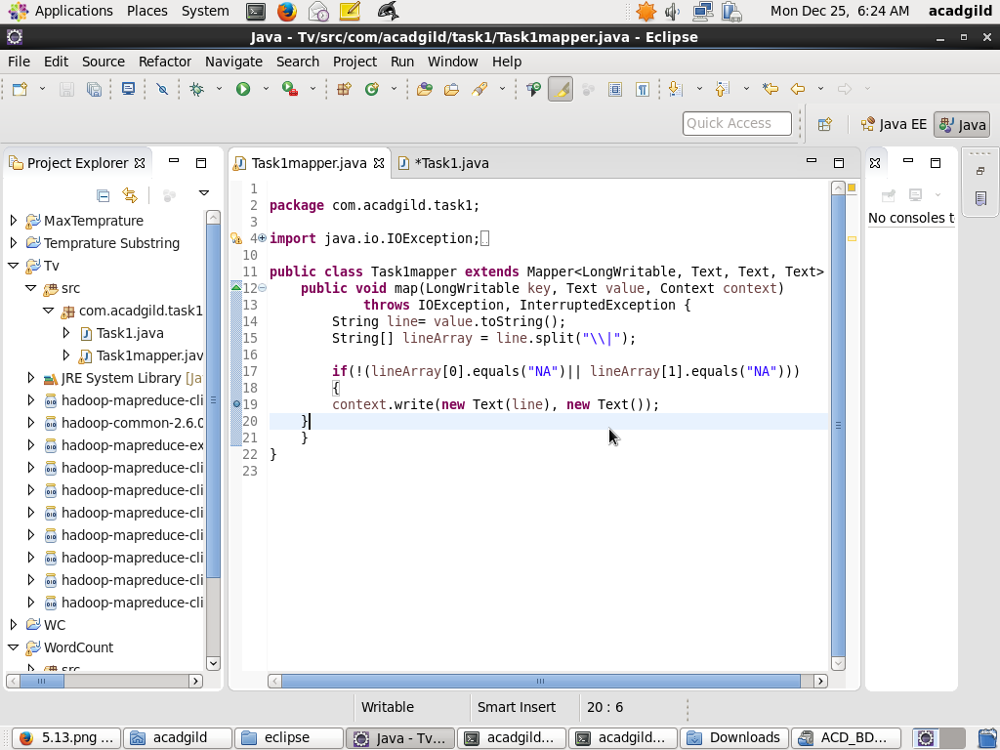 Applications Places System Mon Dec 25, 6:24 AM acadgild
Java - Tv/src/com/acadgild/task1/Task1mapper.java - Eclipse
File Edit Source Refactor Navigate Search Project Run Window Help
Quick Access Java EE Java
Project Explorer Task1mapper.java *Task1.java
MaxTemprature
Temprature Substring
Tv
src
com.acadgild.task1
Task1.java
Task1mapper.jav
JRE System Library [ja
hadoop-mapreduce-cli
hadoop-common-2.6.0
hadoop-mapreduce-ex
hadoop-mapreduce-cli
hadoop-mapreduce-cli
hadoop-mapreduce-cli
hadoop-mapreduce-cli
hadoop-mapreduce-cli
hadoop-mapreduce-cli
hadoop-mapreduce-cli
WC
WordCount
src
1
2 package com.acadgild.task1;
3
4 import java.io.IOException;
10
11 public class Task1mapper extends Mapper<LongWritable, Text, Text, Text>
12 public void map(LongWritable key, Text value, Context context)
13 throws IOException, InterruptedException {
14 String line= value.toString();
15 String[] lineArray = line.split("\\|");
16
17 if(!(lineArray[0].equals("NA")|| lineArray[1].equals("NA")))
18 {
19 context.write(new Text(line), new Text());
20 }
21 }
22 }
23
No consoles t
Writable Smart Insert 20 : 6
5.13.png ... acadgild eclipse Java - Tv... acadgild... acadgild... Downloads ACD_BD...